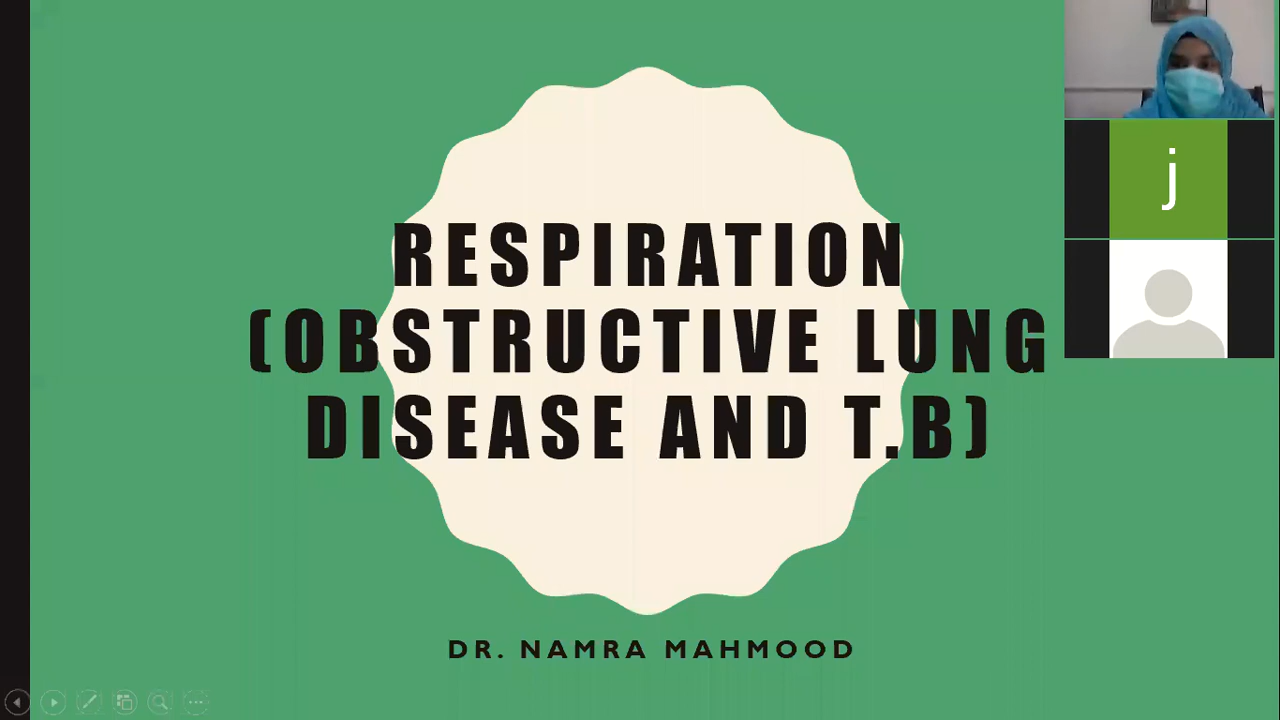 RESPIRATION
(OBSTRUCTIVE LUNG
DISEASE AND T.B)
DR. NAMRA MAHMOOD
j